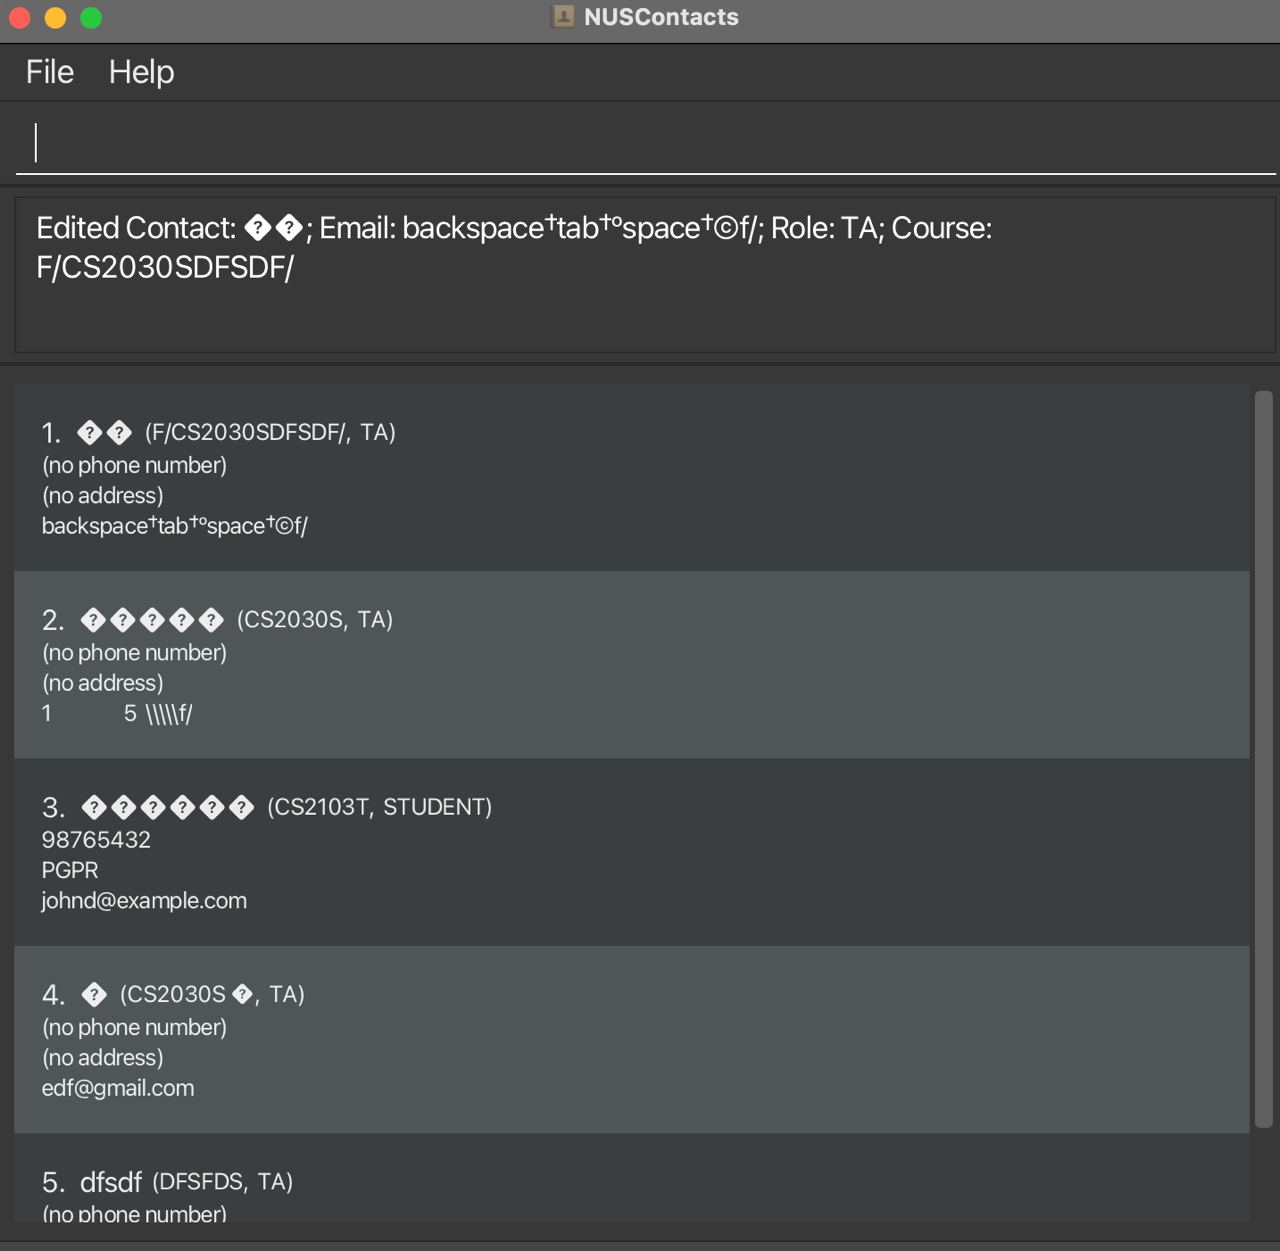 NUSContacts
File Help
Edited Contact: ��; Email: backspace†tab†ºspace†©f/; Role: TA; Course:
F/CS2030SDFSDF/
1. �� (F/CS2030SDFSDF/, TA)
(no phone number)
(no address)
backspace†tab†ºspace†©f/
2. ����� (CS2030S, TA)
(no phone number)
(no address)
1 5 \\\\\f/
3. ������ (CS2103T, STUDENT)
98765432
PGPR
johnd@example.com
4. � (CS2030S �, TA)
(no phone number)
(no address)
edf@gmail.com
5. dfsdf (DFSFDS, TA)
(no phone number)